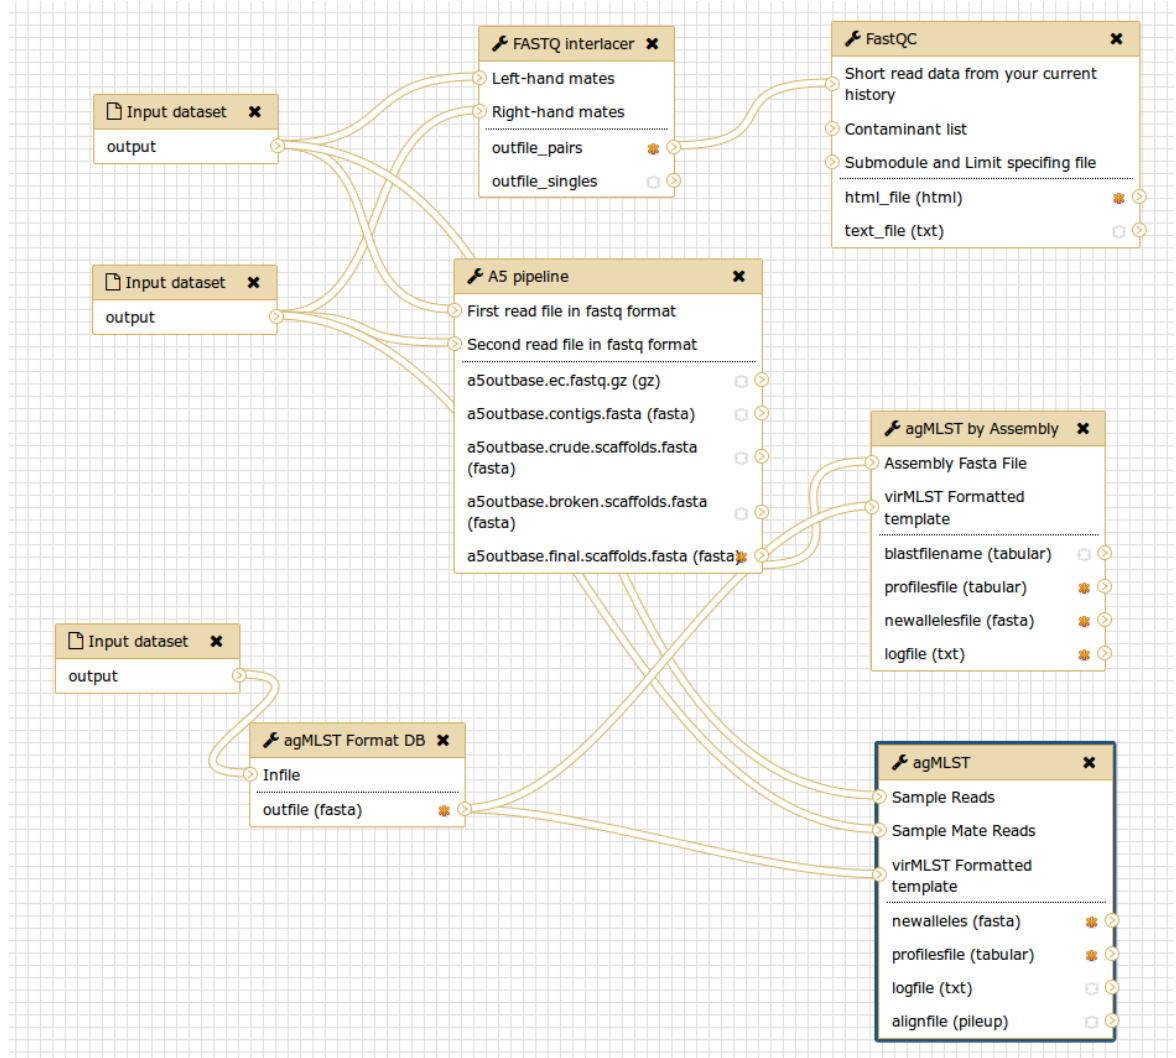 FASTQ interlacer
Left-hand mates
Right-hand mates
outfile_pairs
outfile_singles
FastQC
Short read data from your current
history
Contaminant list
Submodule and Limit specifing file
html_file (html)
text_file (txt)
Input dataset
output
Input dataset
output
A5 pipeline
First read file in fastq format
Second read file in fastq format
a5outbase.ec.fastq.gz (gz)
a5outbase.contigs.fasta (fasta)
a5outbase.crude.scaffolds.fasta
(fasta)
a5outbase.broken.scaffolds.fasta
(fasta)
a5outbase.final.scaffolds.fasta (fasta)
agMLST by Assembly
Assembly Fasta File
virMLST Formatted
template
blastfilename (tabular)
profilesfile (tabular)
newallelesfile (fasta)
logfile (txt)
Input dataset
output
agMLST Format DB
Infile
outfile (fasta)
agMLST
Sample Reads
Sample Mate Reads
virMLST Formatted
template
newalleles (fasta)
profilesfile (tabular)
logfile (txt)
alignfile (pileup)